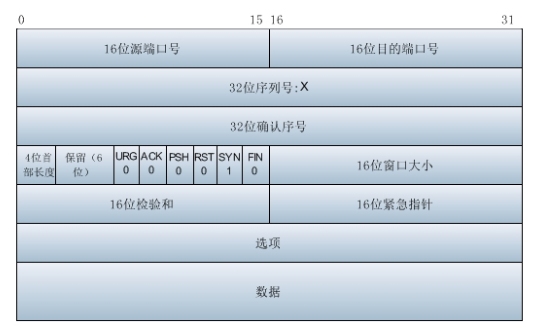 0 15 16 31
16位源端口号 16位目的端口号
32位序列号:X
32位确认序号
4位首部长度 保留（6位） URG 0 ACK 0 PSH 0 RST 0 SYN 1 FIN 0 16位窗口大小
16位检验和 16位紧急指针
选项
数据